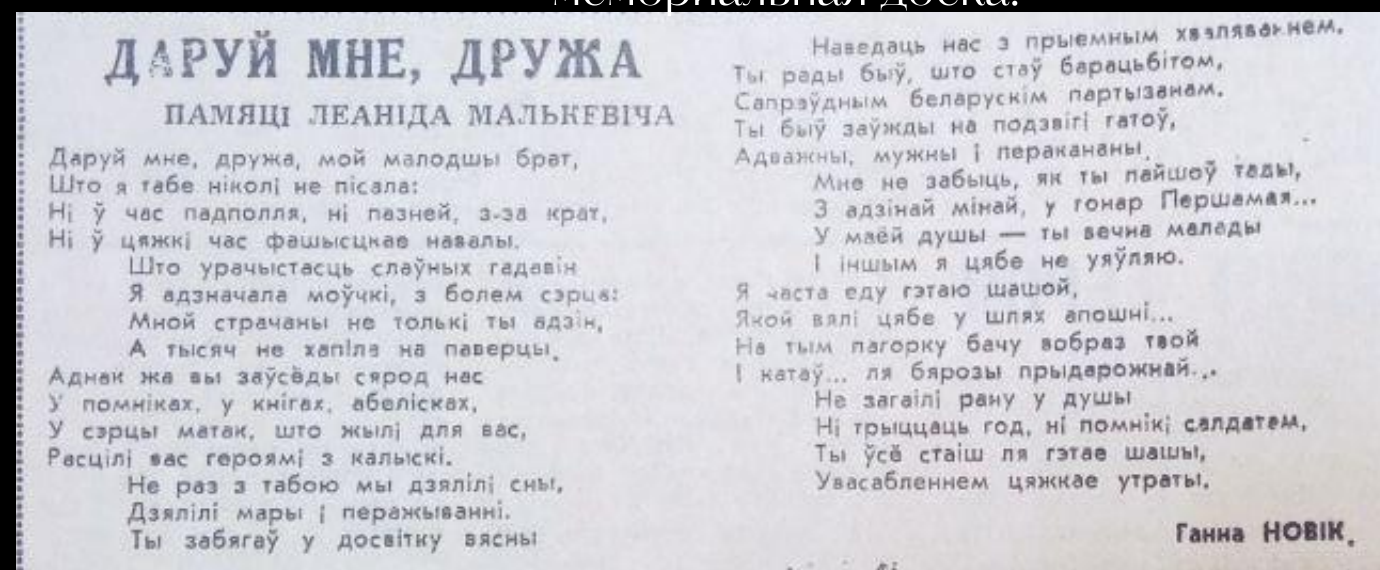 мемориальная доска.
ДАРУЙ МНЕ, ДРУЖА
ПАМЯЦІ ЛЕАНІДА МАЛЬКЕВІЧА
Даруй мне, дружа, мой малодшы брат,
Што я табе ніколі не пісала:
Ні ў час падполля, ні пазней, з-за крат,
Ні ў цяжкі час фашысцкае навалы.
Што урачыстасць слаўных гадавін
Я адзначала моўчкі, з болем сэрца:
Мной страчаны не толькі ты адзін,
А тысяч не хапіла на паверцы.
Аднак жа вы заўсёды сярод нас
У помніках, у кнігах, абелісках,
У сэрцы матак, што жылі для вас,
Расцілі вас героямі з калыскі.
Не раз з табою мы дзялілі сны,
Дзялілі мары і перажыванні.
Ты забягаў у досвітку вясны
Наведаць нас з прыемным хваляваннем.
Ты рады быў, што стаў барацьбітом,
Сапраўдным беларускім партызанам.
Ты быў заўжды на подзвігі гатоў,
Адважны, мужны і перакананы.
Мне не забыць, як ты пайшоў тады,
З адзінай мінай, у гонар Першамая...
У маёй душы — ты вечна малады
І іншым я цябе не уяўляю.
Я часта еду гэтаю шашой,
Якой вялі цябе у шлях апошні...
На тым пагорку бачу вобраз твой
І катаў... ля бярозы прыдарожнай...
Не загаілі рану у душы
Ні трыццаць год, ні помнікі салдатам,
Ты ўсё стаіш ля гэтае шашы,
Увасабленнем цяжкае утраты.
Ганна НОВІК.